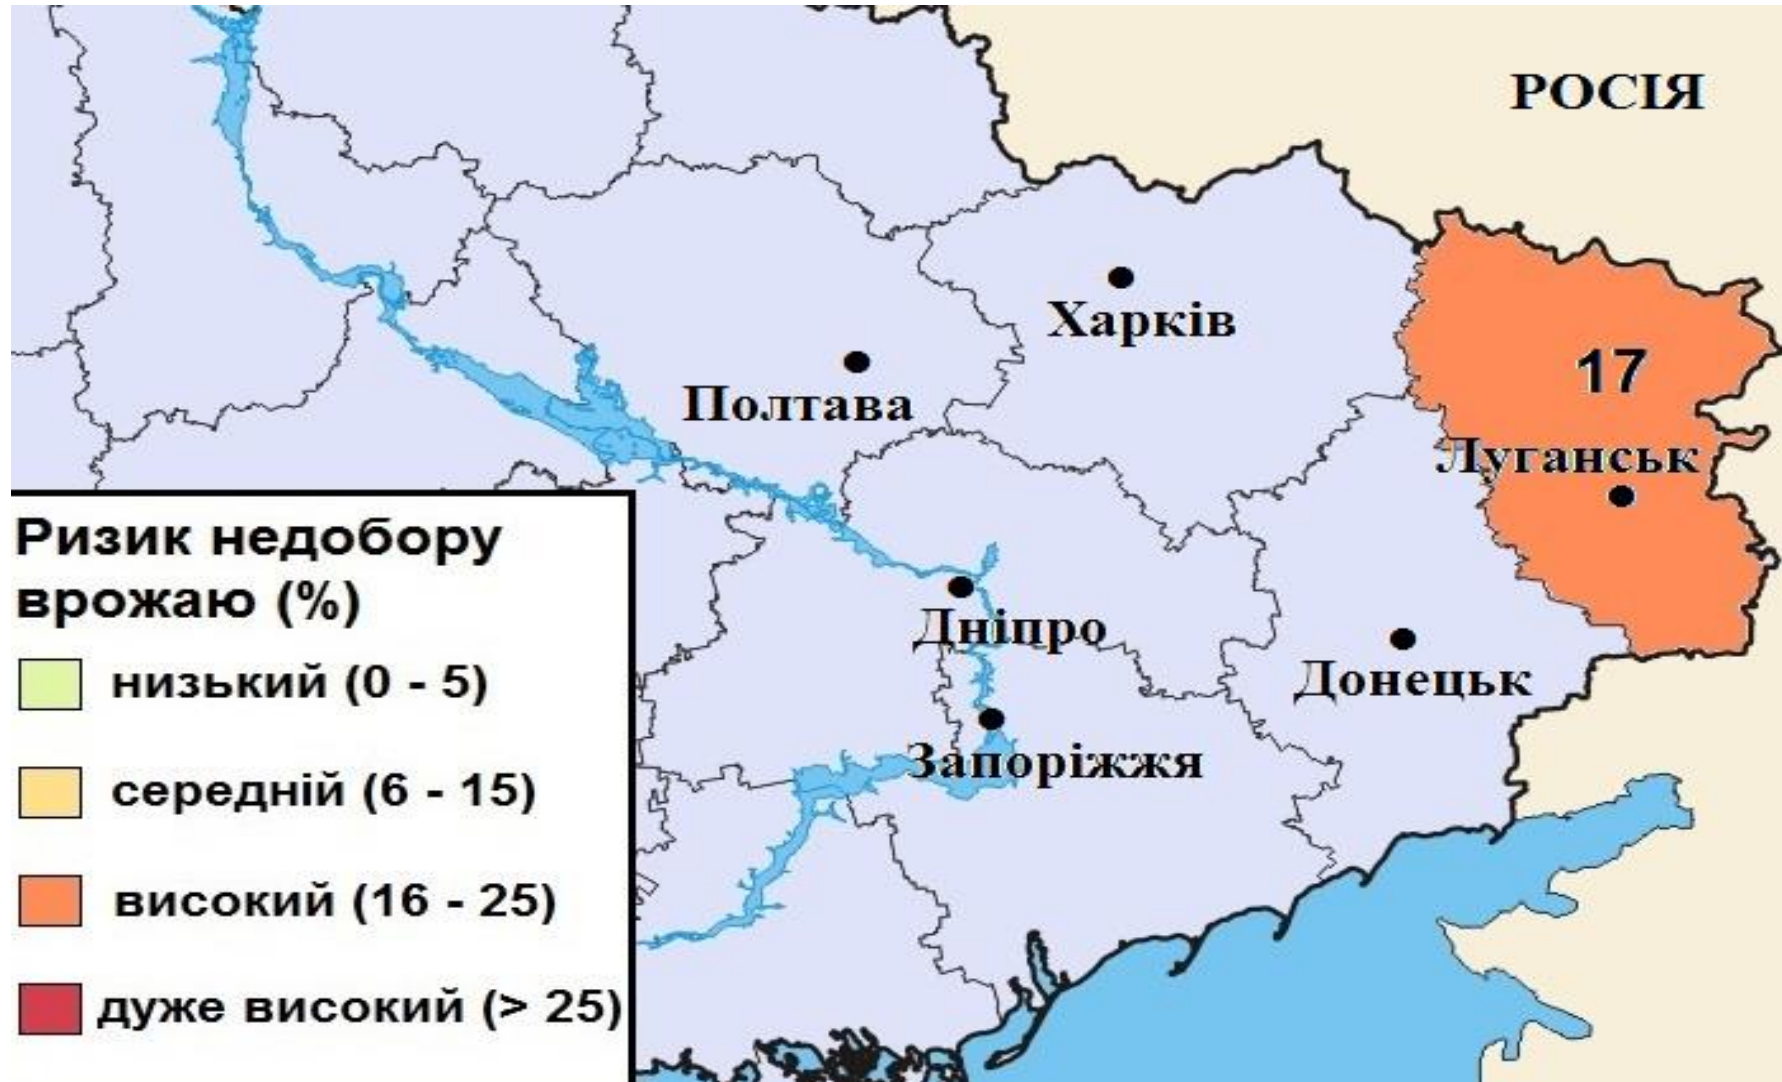 РОСІЯ
Харків
17
Полтава
Луганськ
Ризик недобору
врожаю (%)
Дніпро
низький (0 - 5)
Донецьк
Запоріжжя
середній (6 - 15)
високий (16 - 25)
дуже високий (> 25)